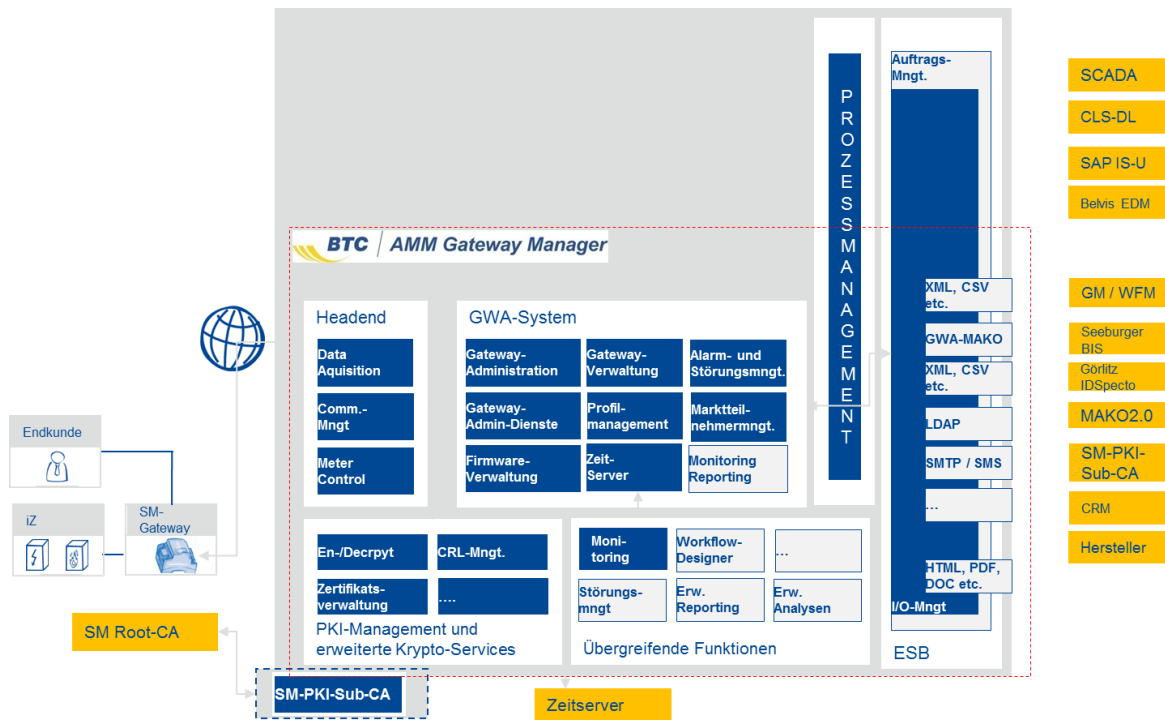 BTC | AMM Gateway Manager
Endkunde
iZ
SM-
Gateway
SM Root-CA
SM-PKI-Sub-CA
Zeitserver
Headend
Data
Aquisition
Comm.-
Mngt
Meter
Control
GWA-System
Gateway-
Administration
Gateway-
Verwaltung
Alarm- und
Störungsmngt.
Gateway-
Admin-Dienste
Profil-
management
Marktteil-
nehmermngt.
Firmware-
Verwaltung
Zeit-
Server
Monitoring
Reporting
En-/Decrpyt
CRL-Mngt.
Zertifikats-
verwaltung
....
PKI-Management und
erweiterte Krypto-Services
Moni-
toring
Workflow-
Designer
...
Störungs-
mngt
Erw.
Reporting
Erw.
Analysen
Übergreifende Funktionen
PROZESSMANAGEMENT
Auftrags-
Mngt.
XML, CSV
etc.
GWA-MAKO
XML, CSV
etc.
LDAP
SMTP / SMS
...
HTML, PDF,
DOC etc.
I/O-Mngt
ESB
SCADA
CLS-DL
SAP IS-U
Belvis EDM
GM / WFM
Seeburger
BIS
Görlitz
IDSpecto
MAKO2.0
SM-PKI-
Sub-CA
CRM
Hersteller